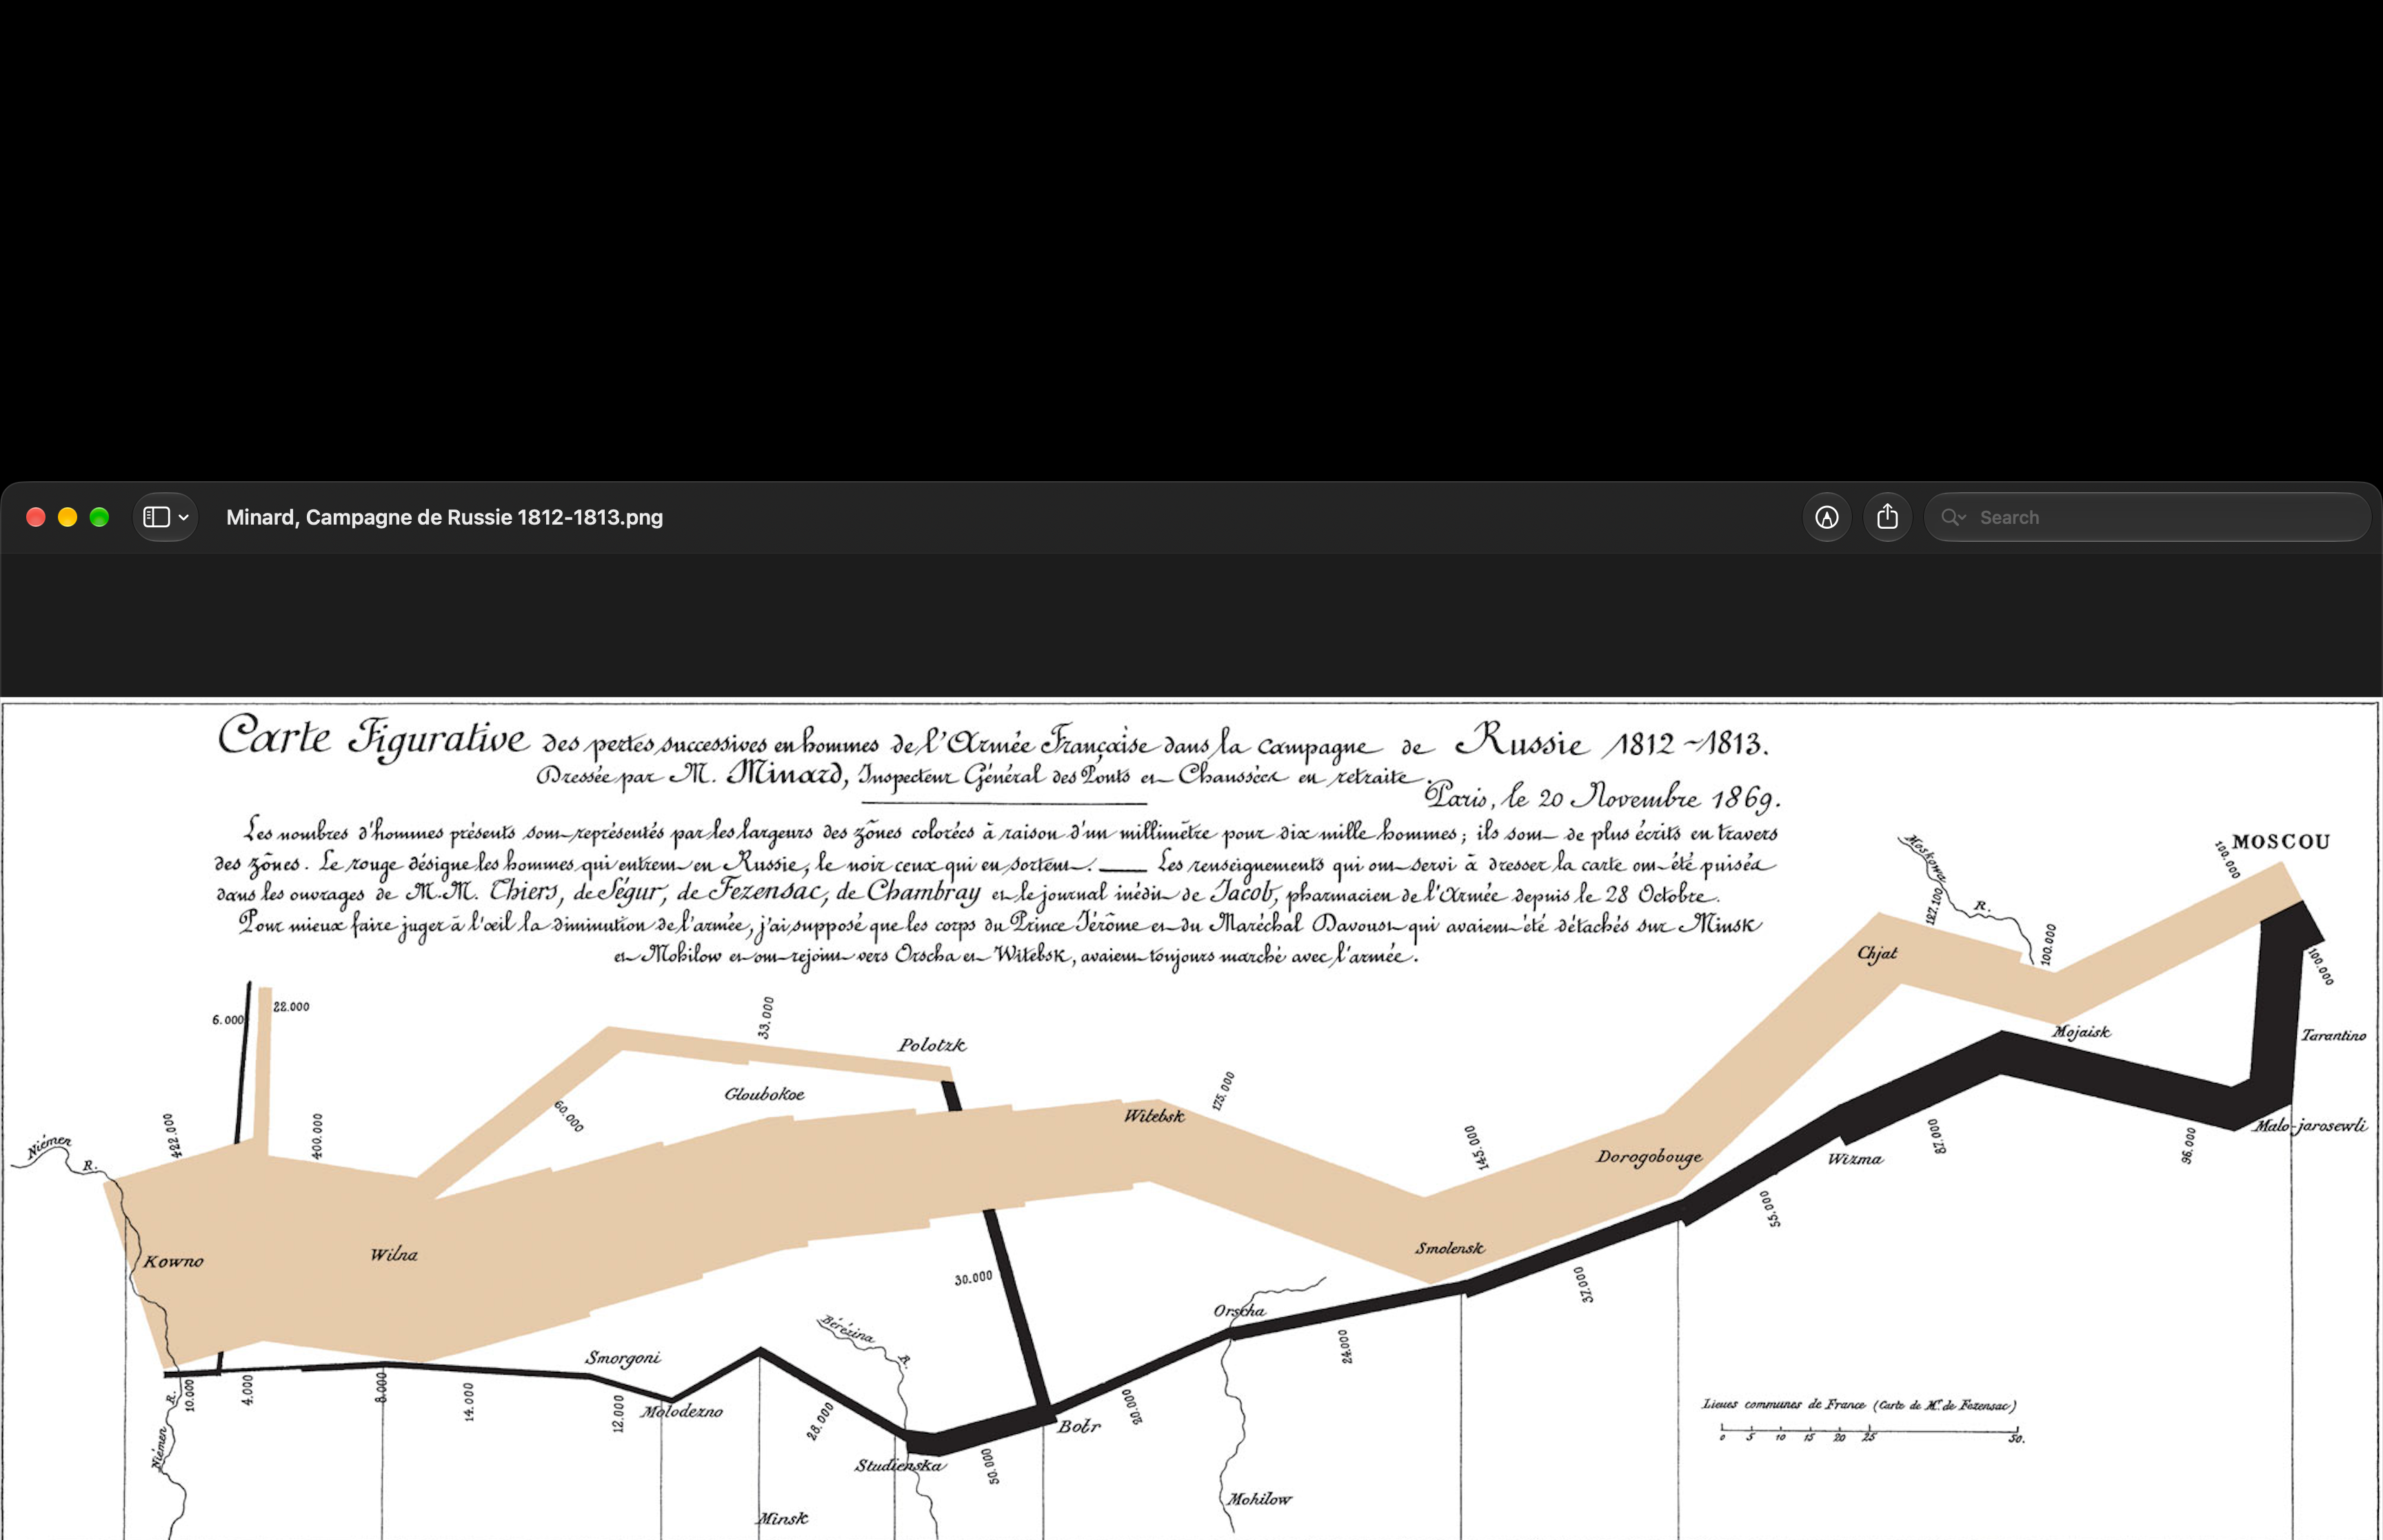 Minard, Campagne de Russie 1812-1813.png
Search
Carte Figurative des pertes successives en hommes de l'Armée Française dans la campagne de Russie 1812~1813.
Dressée par M. Minard, Inspecteur Général des Ponts et Chaussées en retraite.
Paris, le 20 Novembre 1869.
Les nombres d'hommes présents sont représentés par les largeurs des zônes colorées à raison d'un millimètre pour dix mille hommes; ils sont de plus écrits en travers
des zônes. Le rouge désigne les hommes qui entrent en Russie, le noir ceux qui en sortent. — Les renseignements qui ont servi à dresser la carte ont été puisés
dans les ouvrages de M.M. Thiers, de Ségur, de Fezensac, de Chambray et le journal inédit de Jacob, pharmacien de l'Armée depuis le 28 Octobre.
Pour mieux faire juger à l'œil la diminution de l'armée, j'ai supposé que les corps du Prince Jérôme et du Maréchal Davoust qui avaient été détachés sur Minsk
et Mohilow et ont rejoint vers Orscha et Witebsk, avaient toujours marché avec l'armée.
Moskowa
R.
100.000
MOSCOU
127.100
100.000
Chjat
100.000
6.000
22.000
33.000
Mojaisk
Tarantino
Polotzk
Gloubokoe
60.000
175.000
Witebsk
422.000
400.000
Niémen
R.
145.000
Dorogobouge
Wizma
87.000
96.000
Malo-jarosewli
55.000
Kowno
Wilna
Smolensk
30.000
37.000
Orscha
Bérézina
R.
24.000
Smorgoni
10.000
4.000
8.000
14.000
12.000
Molodezno
28.000
20.000
Bobr
Studienska
50.000
R.
Niémen
Lieues communes de France (Carte de Mr. de Fezensac)
0 5 10 15 20 25 50.
Mohilow
Minsk